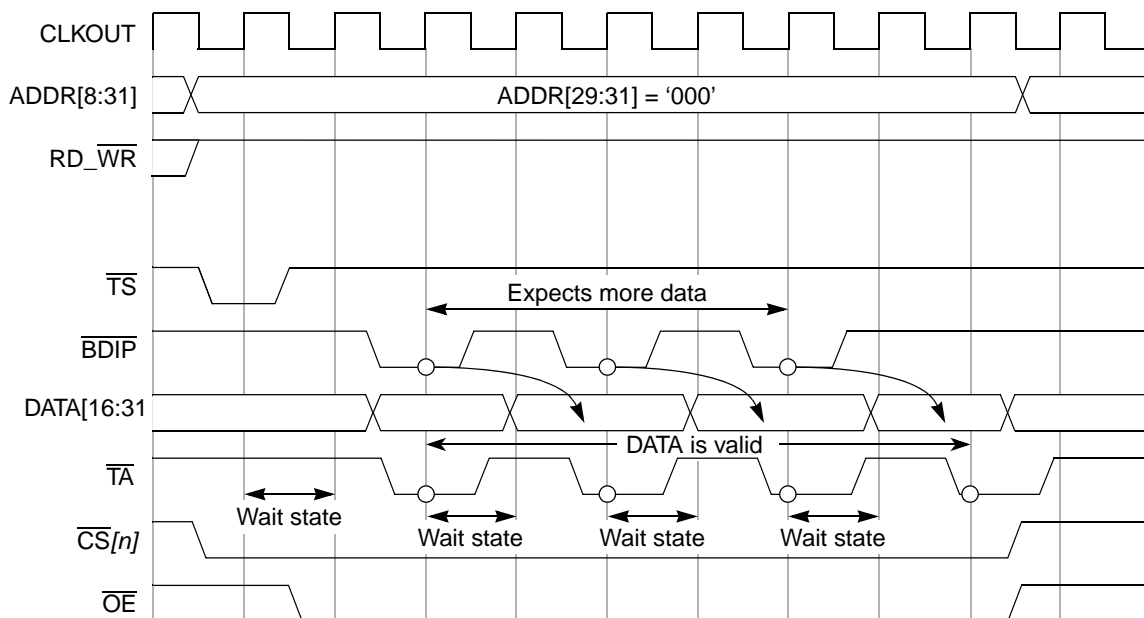 CLKOUT
ADDR[8:31]
ADDR[29:31] = ‘000’
RD_WR
TS
Expects more data
BDIP
DATA[16:31
DATA is valid
TA
Wait state
Wait state
Wait state
Wait state
CS[n]
OE